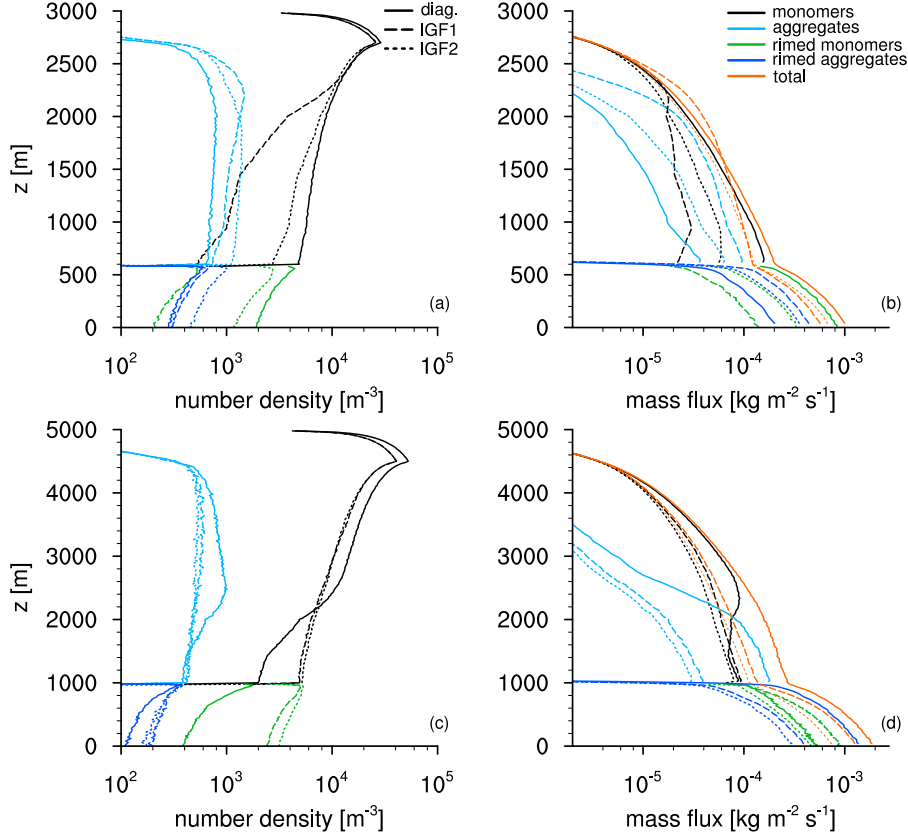 3000
2500
2000
1500
1000
500
0
z [m]
diag.
IGF1
IGF2
(a)
10^2
10^3
10^4
10^5
number density [m^-3]
3000
2500
2000
1500
1000
500
0
monomers
aggregates
rimed monomers
rimed aggregates
total
(b)
10^-5
10^-4
10^-3
mass flux [kg m^-2 s^-1]
5000
4000
3000
2000
1000
0
z [m]
(c)
10^2
10^3
10^4
10^5
number density [m^-3]
5000
4000
3000
2000
1000
0
(d)
10^-5
10^-4
10^-3
mass flux [kg m^-2 s^-1]